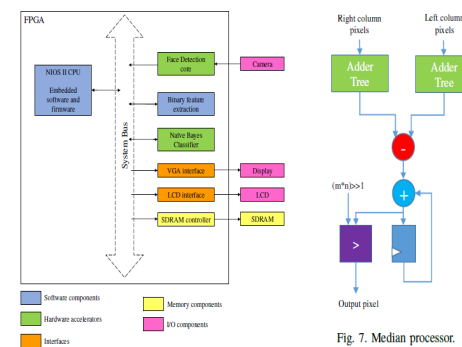 FPGA
NIOS II CPU
Embedded
software and
firmware
System Bus
Face Detection
core
Camera
Binary feature
extraction
Naïve Bayes
Classifier
VGA interface
Display
LCD interface
LCD
SDRAM controller
SDRAM
Software components
Hardware accelerators
Interfaces
Memory components
I/O components
Right column
pixels
Left column
pixels
Adder
Tree
Adder
Tree
-
+
(m*n)>>1
>
Output pixel
Fig. 7. Median processor.